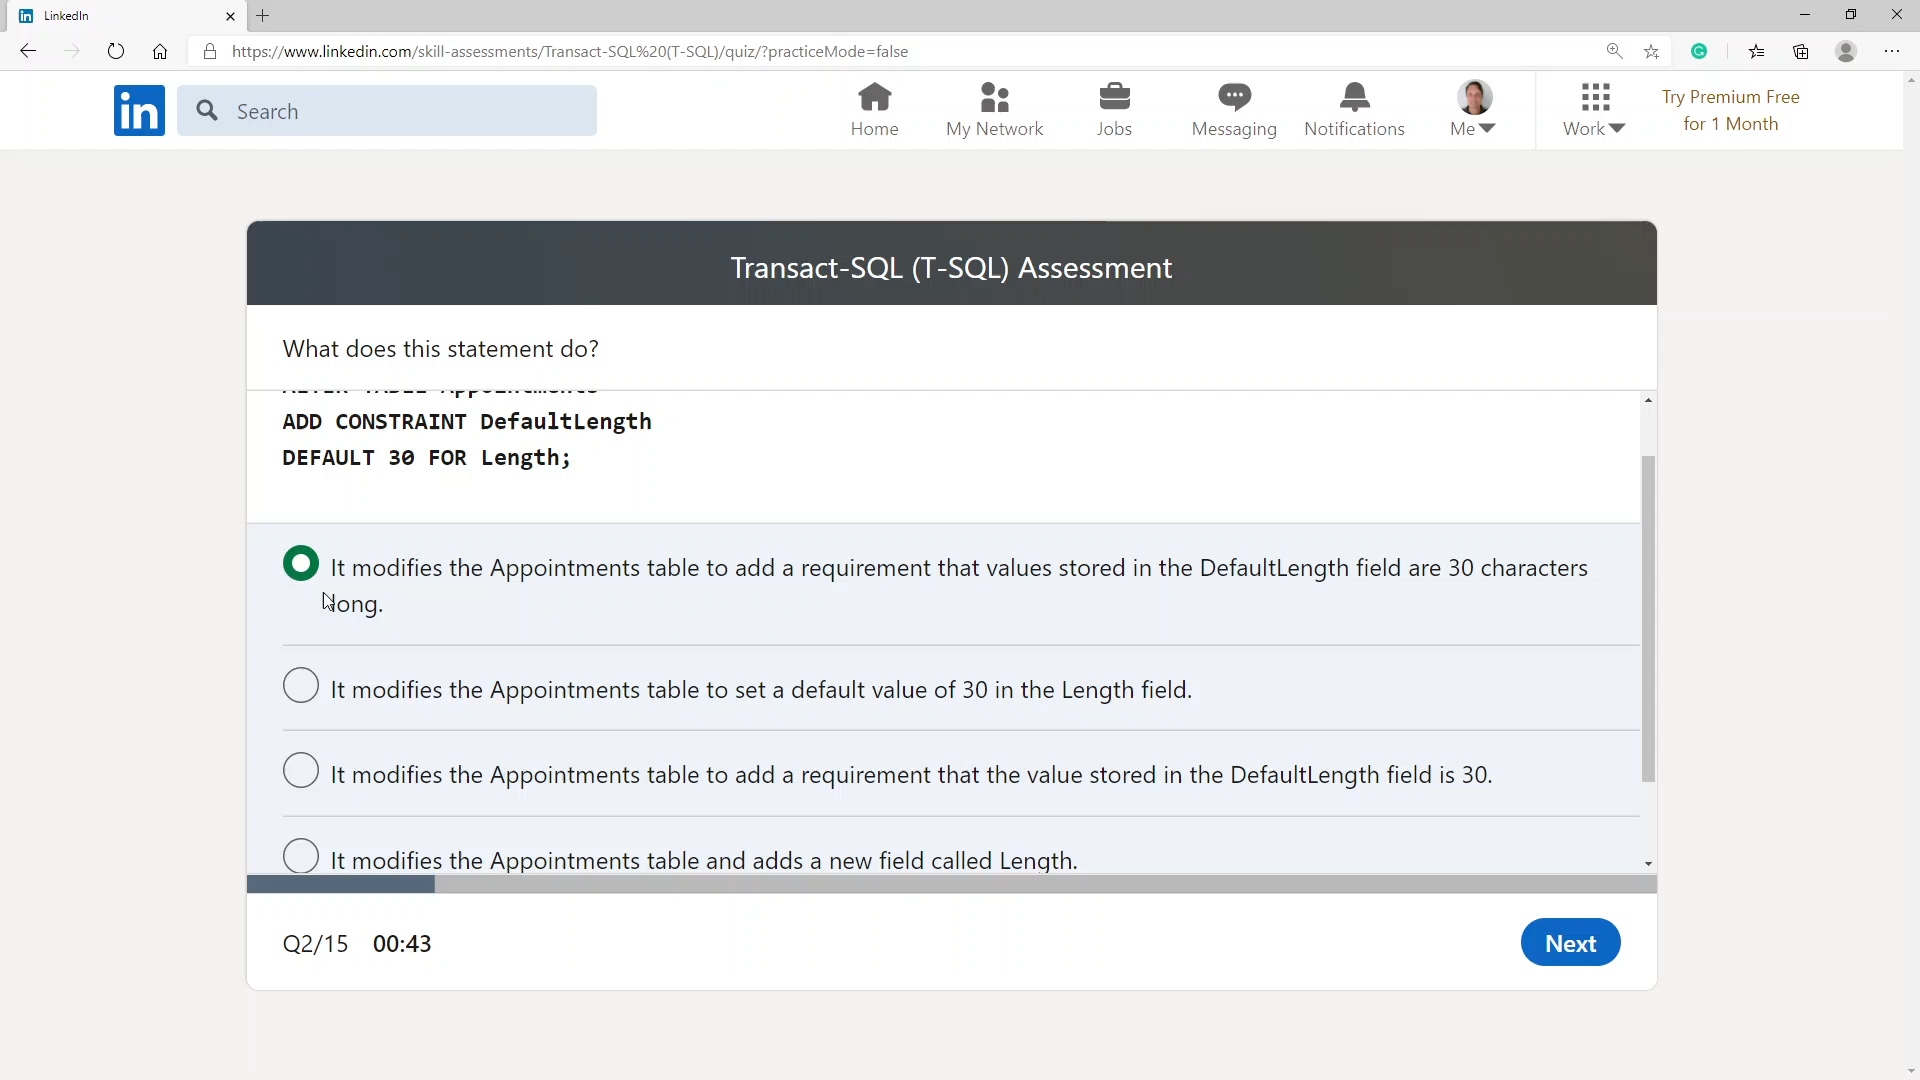 LinkedIn
https://www.linkedin.com/skill-assessments/Transact-SQL%20(T-SQL)/quiz/?practiceMode=false
in
Search
Home
My Network
Jobs
Messaging
Notifications
Me
Work
Try Premium Free
for 1 Month
Transact-SQL (T-SQL) Assessment
What does this statement do?
ALTER TABLE Appointments
ADD CONSTRAINT DefaultLength
DEFAULT 30 FOR Length;
It modifies the Appointments table to add a requirement that values stored in the DefaultLength field are 30 characters
long.
It modifies the Appointments table to set a default value of 30 in the Length field.
It modifies the Appointments table to add a requirement that the value stored in the DefaultLength field is 30.
It modifies the Appointments table and adds a new field called Length.
Q2/15 00:43
Next